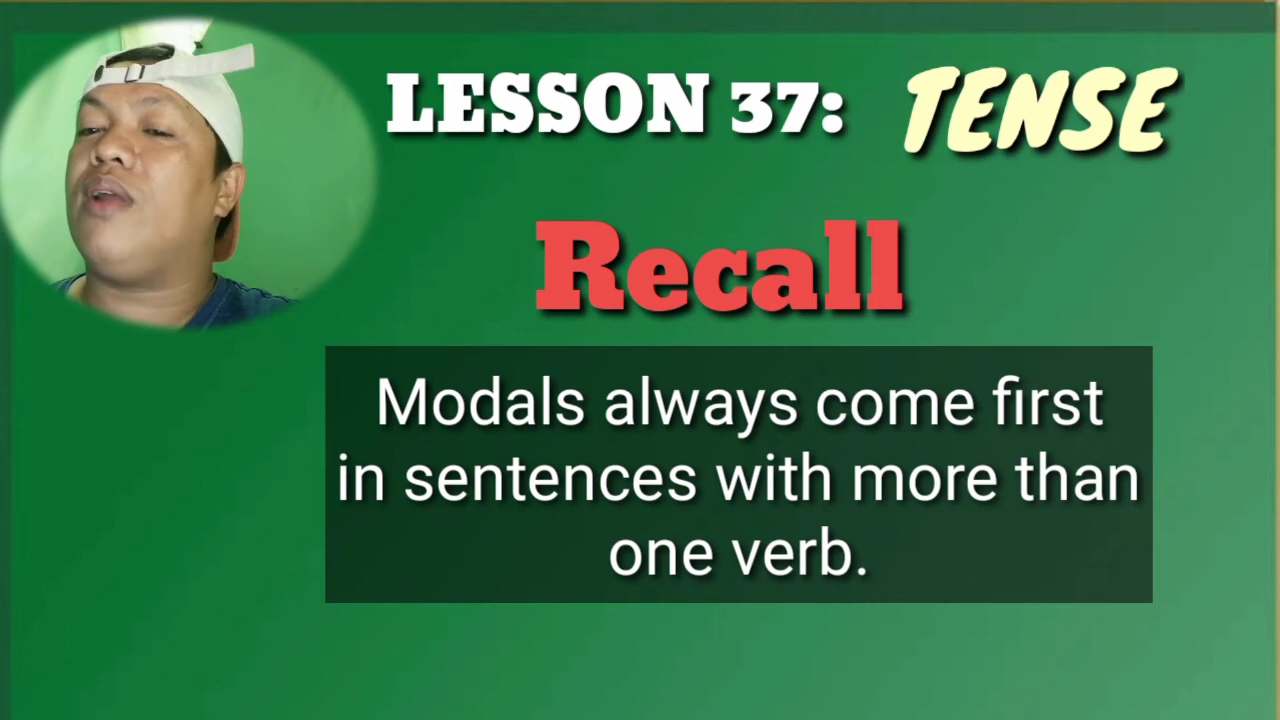 LESSON 37: TENSE
Recall
Modals always come first
in sentences with more than
one verb.